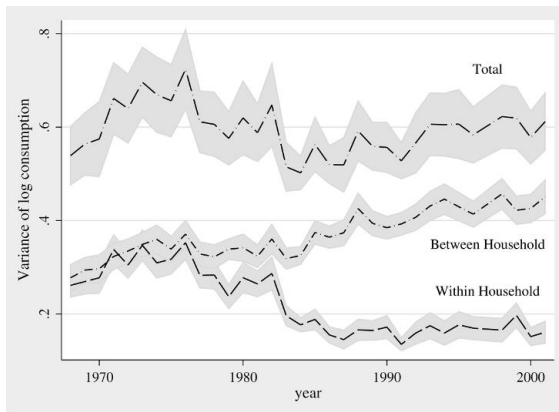 Variance of log consumption
.8
.6
.4
.2
Total
Between Household
Within Household
1970 1980 1990 2000
year